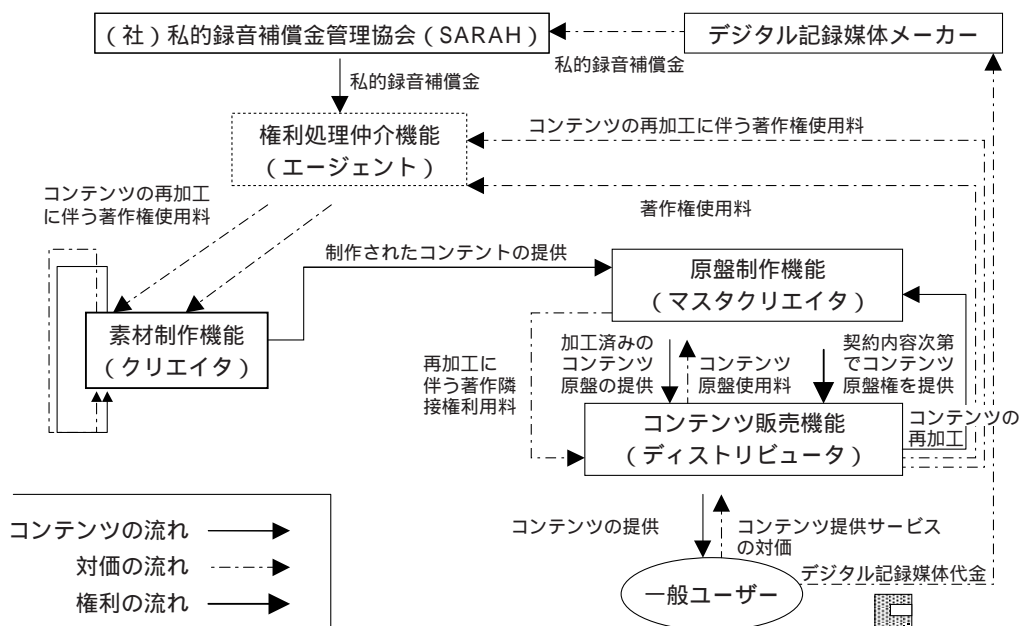 (社)私的録音補償金管理協会(SARAH)
デジタル記録媒体メーカー
私的録音補償金
私的録音補償金
権利処理仲介機能
(エージェント)
コンテンツの再加工に伴う著作権使用料
著作権使用料
コンテンツの再加工
に伴う著作権使用料
制作されたコンテントの提供
原盤制作機能
(マスタクリエイタ)
素材制作機能
(クリエイタ)
再加工に
伴う著作隣
接権利用料
加工済みの
コンテンツ
原盤の提供
コンテンツ
原盤使用料
契約内容次第
でコンテンツ
原盤権を提供
コンテンツの
再加工
コンテンツ販売機能
(ディストリビュータ)
コンテンツの提供
コンテンツ提供サービス
の対価
デジタル記録媒体代金
一般ユーザー
コンテンツの流れ
対価の流れ
権利の流れ